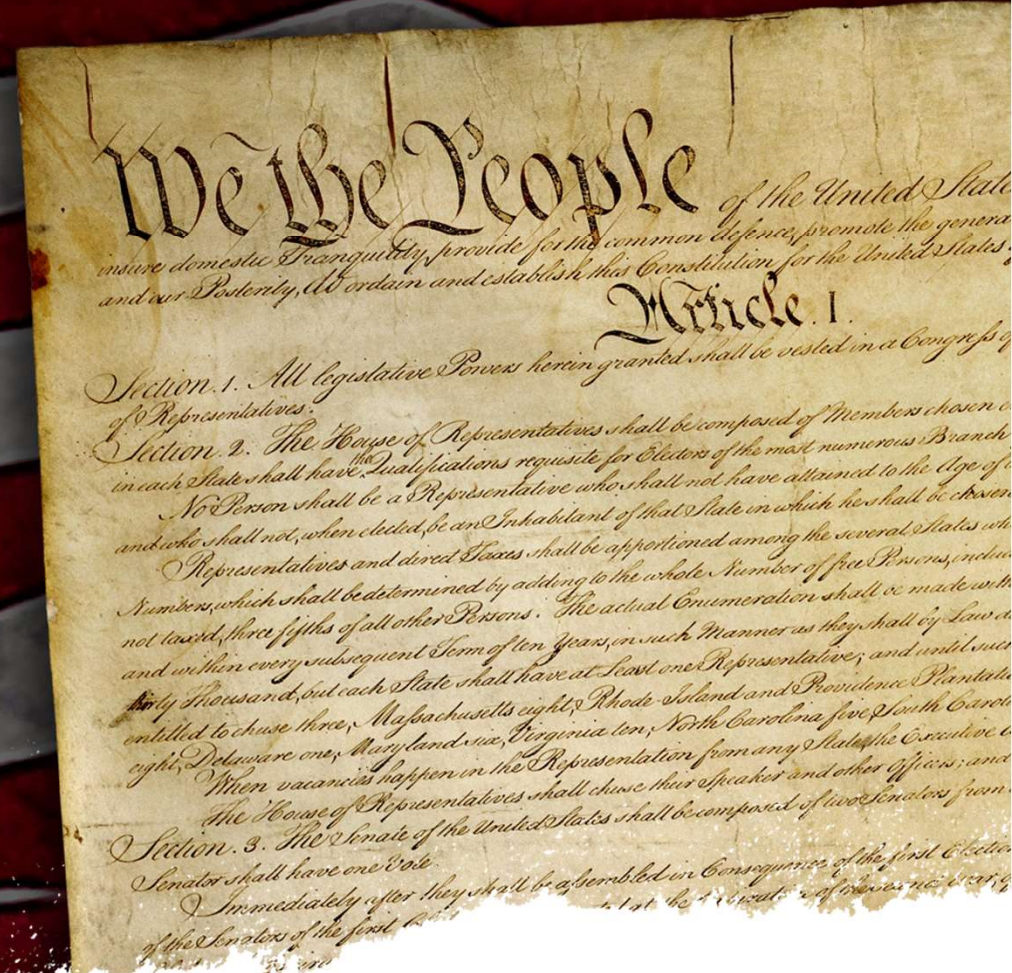 We the People of the United State
insure domestic Tranquility, provide for the common defence, promote the genera
and our Posterity, do ordain and establish this Constitution for the United States
Article. I.
Section. 1. All legislative Powers herein granted shall be vested in a Congress of
of Representatives.
Section. 2. The House of Representatives shall be composed of Members chosen
in each State shall have the Qualifications requisite for Electors of the most numerous Branch
No Person shall be a Representative who shall not have attained to the Age of
and who shall not, when elected, be an Inhabitant of that State in which he shall be chosen
Representatives and direct Taxes shall be apportioned among the several States
Numbers, which shall be determined by adding to the whole Number of free Persons, inclu
not taxed, three fifths of all other Persons. The actual Enumeration shall be made
and within every subsequent Term of ten Years, in such Manner as they shall by Law
thirty Thousand, but each State shall have at Least one Representative; and until suc
entitled to chuse three, Massachusetts eight, Rhode-Island and Providence Plantati
eight, Delaware one, Maryland six, Virginia ten, North Carolina five, South Carol
When vacancies happen in the Representation from any State, the Executive
The House of Representatives shall chuse their Speaker and other Officers; and
Section. 3. The Senate of the United States shall be composed of two Senators from
Senator shall have one Vote.
Immediately after they shall be assembled in Consequence of the first Election
of the Senators of the first